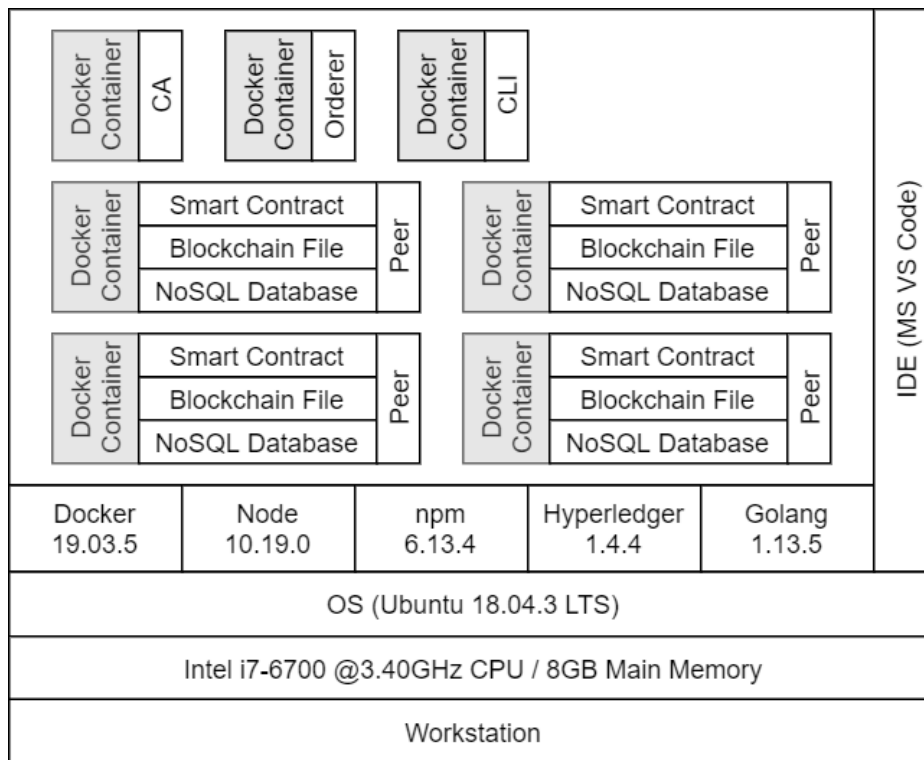 Docker
Container
CA
Docker
Container
Orderer
Docker
Container
CLI
Docker
Container
Smart Contract
Blockchain File
NoSQL Database
Peer
Docker
Container
Smart Contract
Blockchain File
NoSQL Database
Peer
Docker
Container
Smart Contract
Blockchain File
NoSQL Database
Peer
Docker
Container
Smart Contract
Blockchain File
NoSQL Database
Peer
IDE (MS VS Code)
Docker
19.03.5
Node
10.19.0
npm
6.13.4
Hyperledger
1.4.4
Golang
1.13.5
OS (Ubuntu 18.04.3 LTS)
Intel i7-6700 @3.40GHz CPU / 8GB Main Memory
Workstation